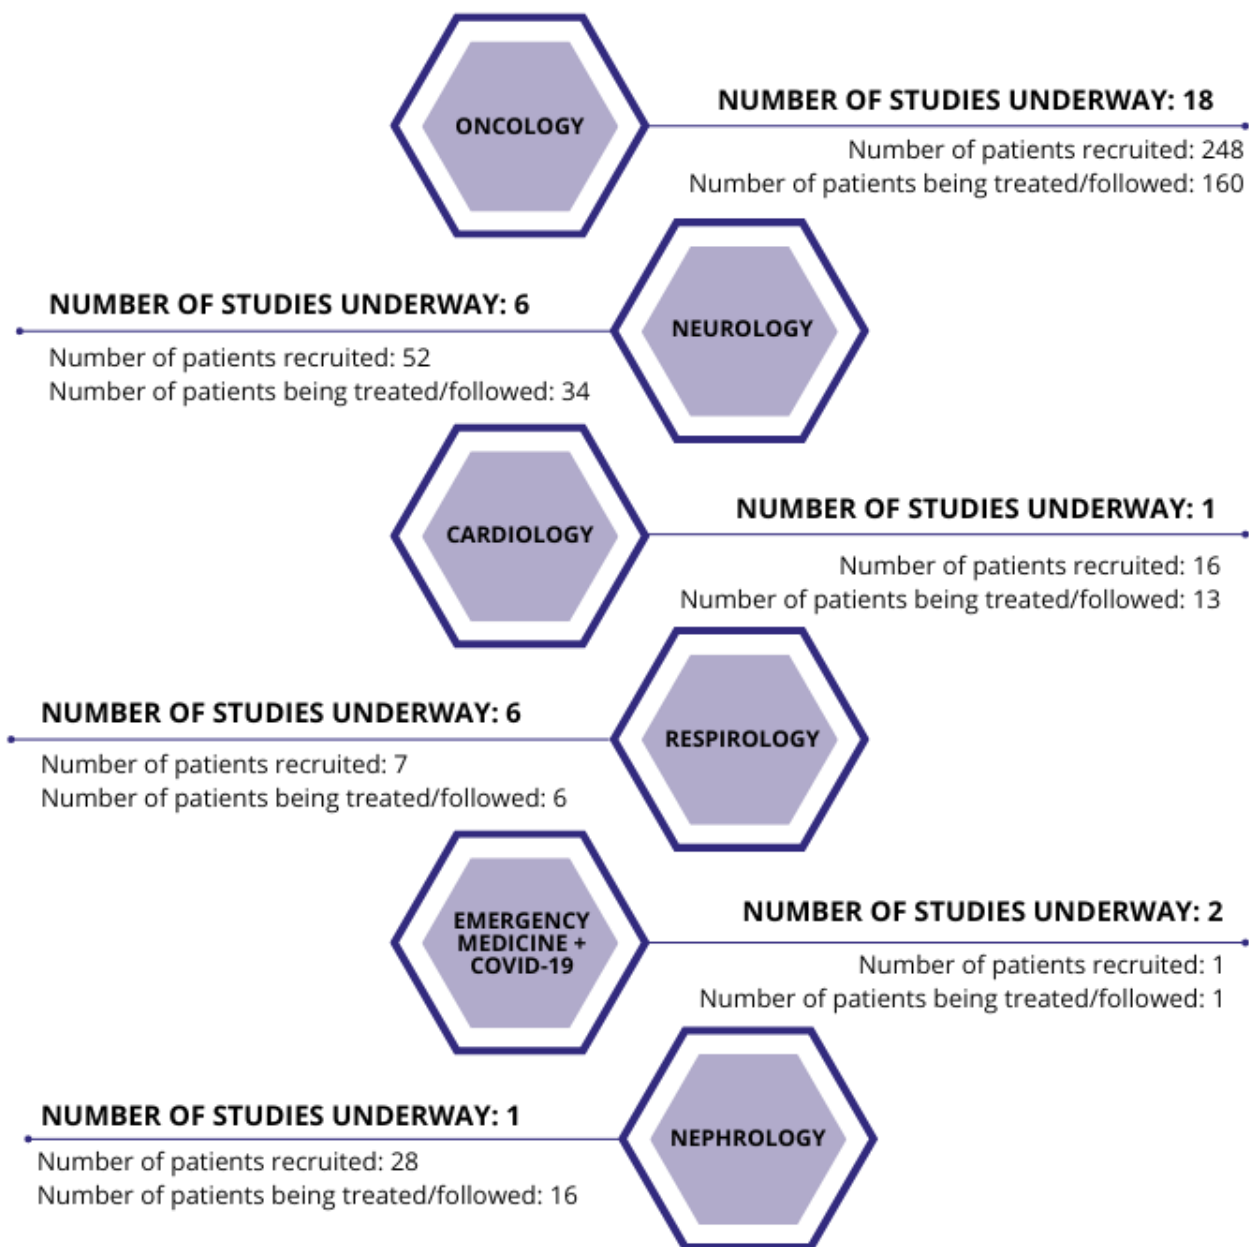 ONCOLOGY
NUMBER OF STUDIES UNDERWAY: 18
Number of patients recruited: 248
Number of patients being treated/followed: 160
NUMBER OF STUDIES UNDERWAY: 6
Number of patients recruited: 52
Number of patients being treated/followed: 34
NEUROLOGY
CARDIOLOGY
NUMBER OF STUDIES UNDERWAY: 1
Number of patients recruited: 16
Number of patients being treated/followed: 13
NUMBER OF STUDIES UNDERWAY: 6
Number of patients recruited: 7
Number of patients being treated/followed: 6
RESPIROLOGY
EMERGENCY
MEDICINE +
COVID-19
NUMBER OF STUDIES UNDERWAY: 2
Number of patients recruited: 1
Number of patients being treated/followed: 1
NUMBER OF STUDIES UNDERWAY: 1
Number of patients recruited: 28
Number of patients being treated/followed: 16
NEPHROLOGY